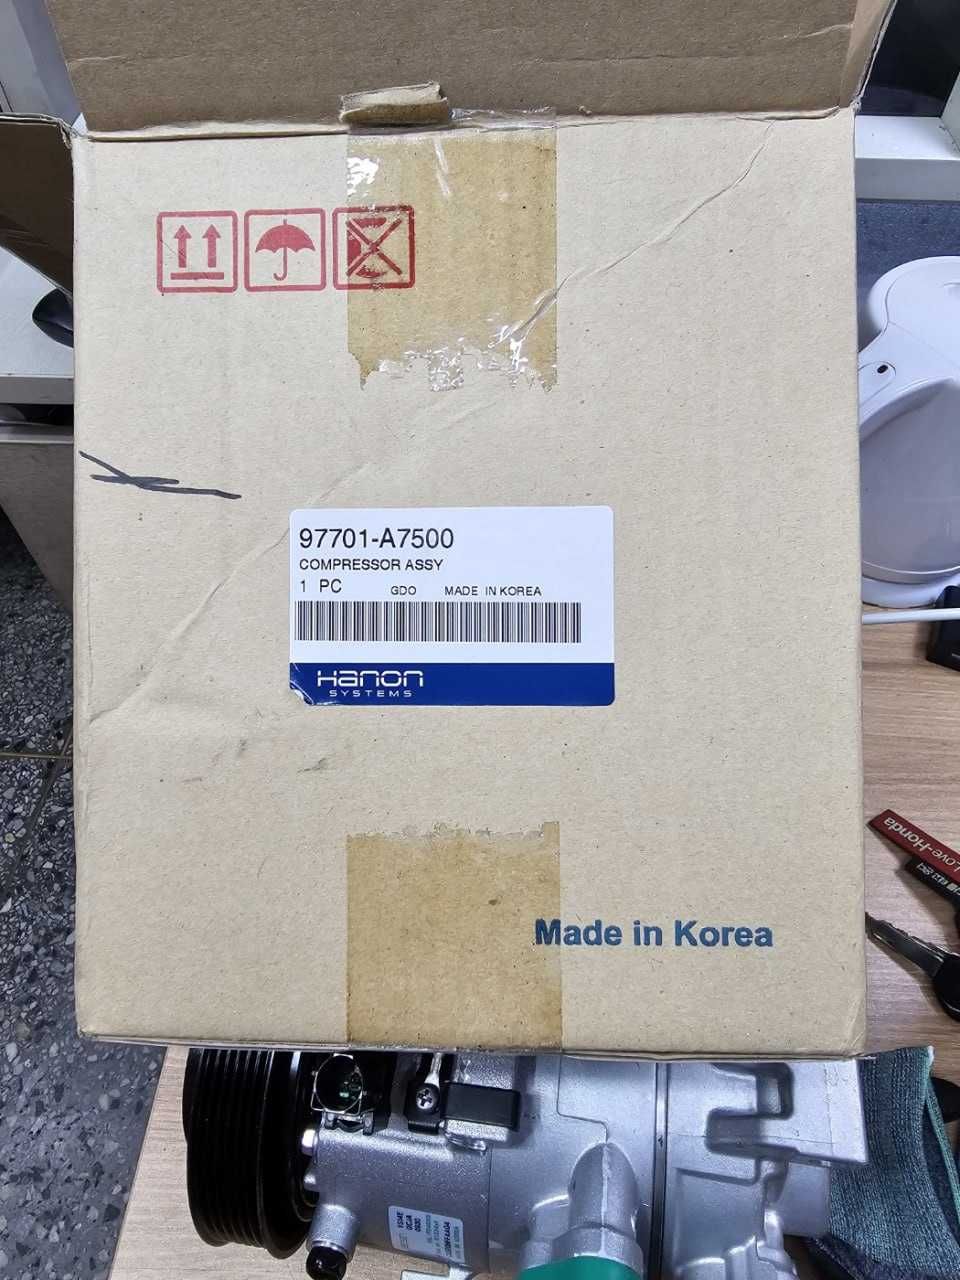 97701-A7500
COMPRESSOR ASSY
1 PC GDO MADE IN KOREA
Hanon
SYSTEMS
Love-Honda
Made in Korea